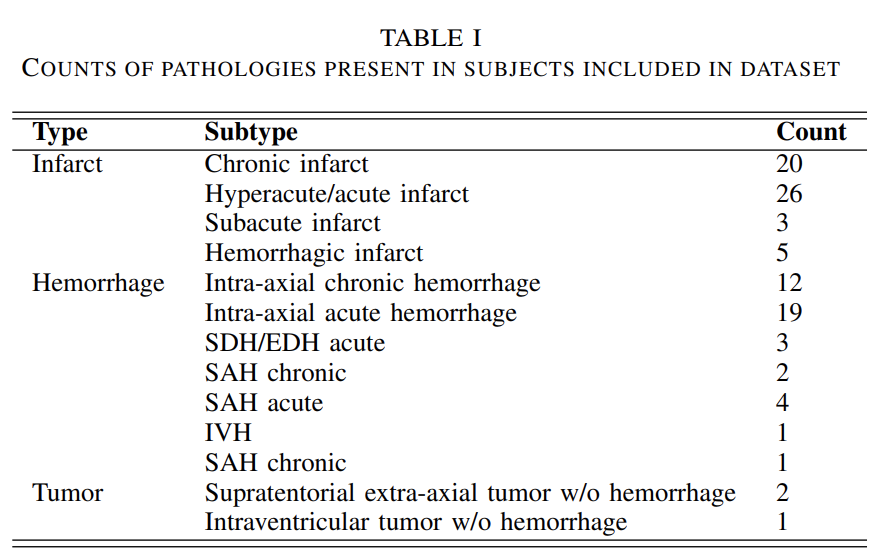 TABLE I
COUNTS OF PATHOLOGIES PRESENT IN SUBJECTS INCLUDED IN DATASET
Type Subtype Count
Infarct Chronic infarct 20
Hyperacute/acute infarct 26
Subacute infarct 3
Hemorrhagic infarct 5
Hemorrhage Intra-axial chronic hemorrhage 12
Intra-axial acute hemorrhage 19
SDH/EDH acute 3
SAH chronic 2
SAH acute 4
IVH 1
SAH chronic 1
Tumor Supratentorial extra-axial tumor w/o hemorrhage 2
Intraventricular tumor w/o hemorrhage 1